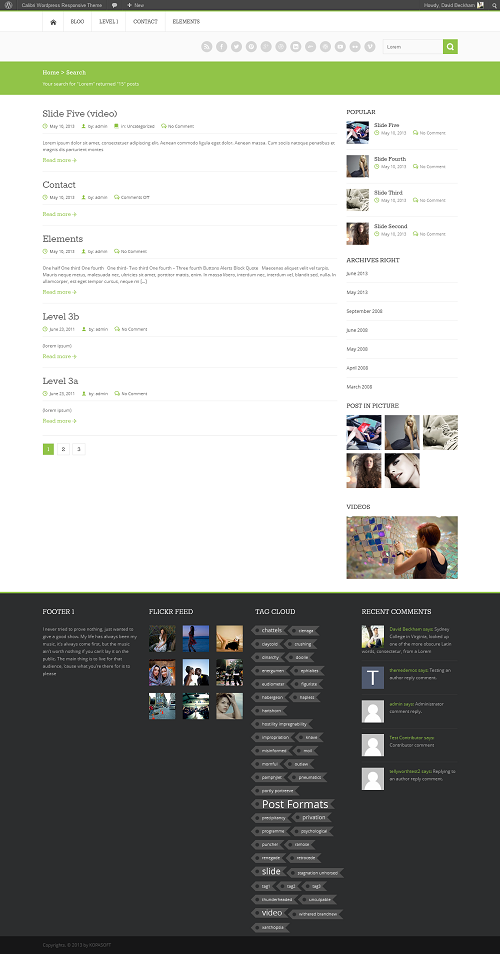 Calibi Wordpress Responsive Theme
+ New
Howdy, David Beckham
BLOG
LEVEL 1
CONTACT
ELEMENTS
Lorem
Home > Search
Your search for "Lorem" returned "15" posts
Slide Five (video)
May 10, 2013 by: admin in: Uncategorized No Comment
Lorem ipsum dolor sit amet, consectetuer adipiscing elit. Aenean commodo ligula eget dolor. Aenean massa. Cum sociis natoque penatibus et
magnis dis parturient montes
Read more
Contact
May 10, 2013 by: admin Comments Off
Read more
Elements
May 10, 2013 by: admin No Comment
One half One third One fourth One third- Two third One fourth - Three fourth Buttons Alerts Block Quote Maecenas aliquet velit vel turpis.
Mauris neque metus, malesuada nec, ultricies sit amet, porttitor mattis, enim. In massa libero, interdum nec, interdum vel, blandit sed, nulla. In
ullamcorper, est eget tempor cursus, neque mi [...]
Read more
Level 3b
June 23, 2011 by: admin No Comment
(lorem ipsum)
Read more
Level 3a
June 23, 2011 by: admin No Comment
(lorem ipsum)
Read more
1 2 3
POPULAR
Slide Five
May 10, 2013 No Comment
Slide Fourth
May 10, 2013 No Comment
Slide Third
May 10, 2013 No Comment
Slide Second
May 10, 2013 No Comment
ARCHIVES RIGHT
June 2013
May 2013
September 2008
June 2008
May 2008
April 2008
March 2008
POST IN PICTURE
VIDEOS
FOOTER 1
I never tried to prove nothing, just wanted to
give a good show. My life has always been my
music, it's always come first, but the music
ain't worth nothing if you can't lay it on the
public. The main thing is to live for that
audience, 'cause what you're there for is to
please
FLICKR FEED
TAG CLOUD
chattels cienaga
claycold crushing
dinarchy doolie
energumen ephialtes
eudiometer figuriste
habergeon hapless
hartshorn
hostility impregnability
impropriation knave
misinformed moil
mornful outlaw
pamphjlet pneumatics
portly portreeve
Post Formats
precipitancy privation
programme psychological
puncher ramose
renegade retrocede
slide stagnation unhorsed
tag1 tag2 tag3
thunderheaded unculpable
video withered brandnew
xanthopsia
RECENT COMMENTS
David Beckham says: Sydney
College in Virginia, looked up
one of the more obscure Latin
words, consectetur, from a Lorem
T
themedemos says: Testing an
author reply comment.
admin says: Administrator
comment reply.
Test Contributor says:
Contributor comment
tellyworthtest2 says: Replying to
an author comment.
Copyrights © 2013 by KOPASOFT